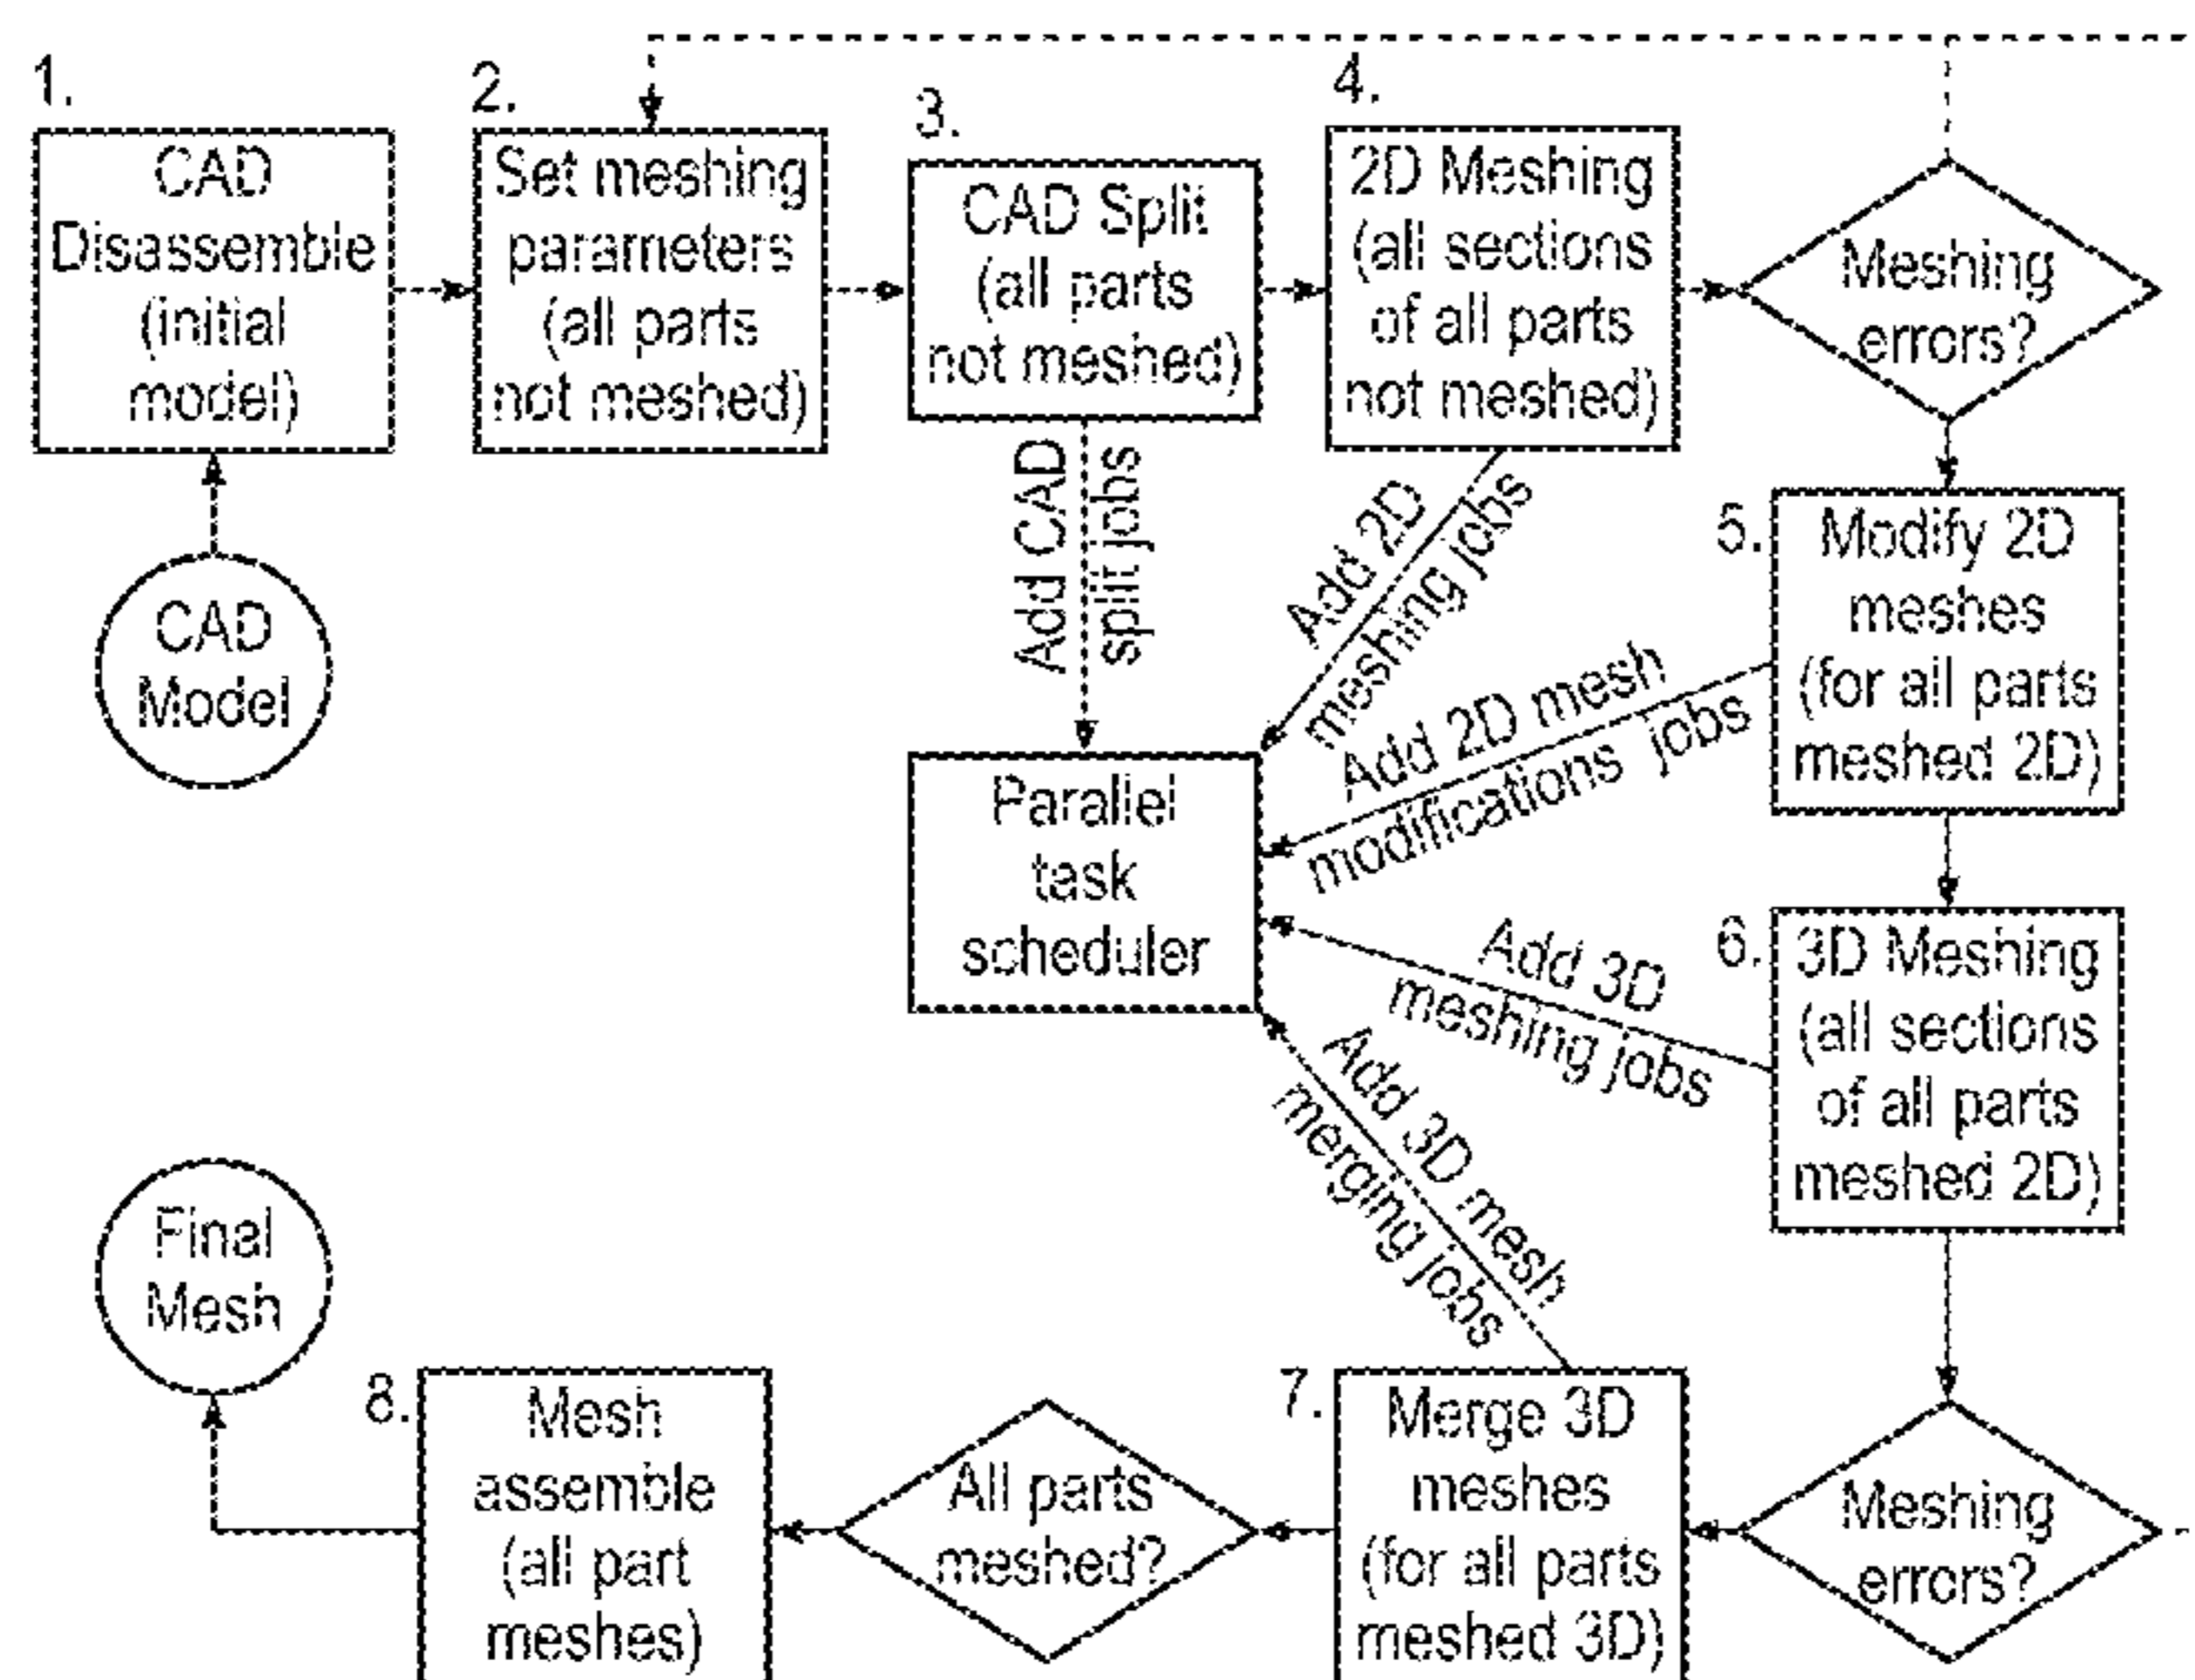 1.
CAD
Disassemble
(initial
model)
2.
Set meshing
parameters
(all parts
not meshed)
3.
CAD Split
(all parts
not meshed)
4.
2D Meshing
(all sections
of all parts
not meshed)
Meshing
errors?
CAD
Model
Add CAD
split jobs
Add 2D
meshing jobs
5.
Modify 2D
meshes
(for all parts
meshed 2D)
Add 2D mesh
modifications jobs
Parallel
task
scheduler
Add 3D
meshing jobs
6.
3D Meshing
(all sections
of all parts
meshed 2D)
Add 3D mesh
merging jobs
Final
Mesh
8.
Mesh
assemble
(all part
meshes)
All parts
meshed?
7.
Merge 3D
meshes
(for all parts
meshed 3D)
Meshing
errors?